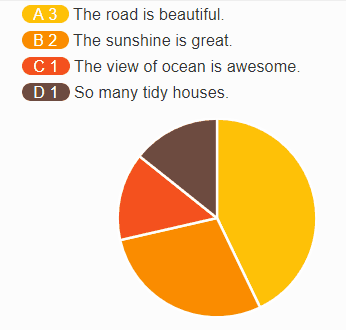 A 3 The road is beautiful.
B 2 The sunshine is great.
C 1 The view of ocean is awesome.
D 1 So many tidy houses.